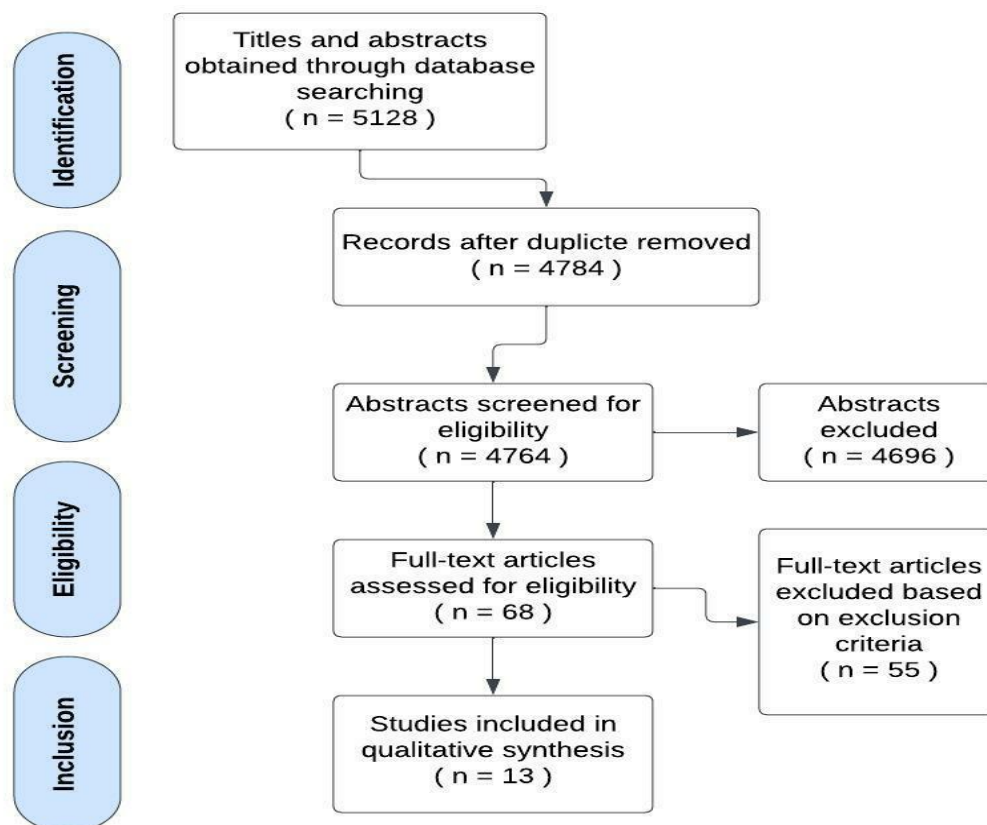 Identification
Titles and abstracts
obtained through database
searching
( n = 5128 )
Screening
Records after duplicte removed
( n = 4784 )
Abstracts screened for
eligibility
( n = 4764 )
Abstracts
excluded
( n = 4696 )
Eligibility
Full-text articles
assessed for eligibility
( n = 68 )
Full-text articles
excluded based
on exclusion
criteria
( n = 55 )
Inclusion
Studies included in
qualitative synthesis
( n = 13 )